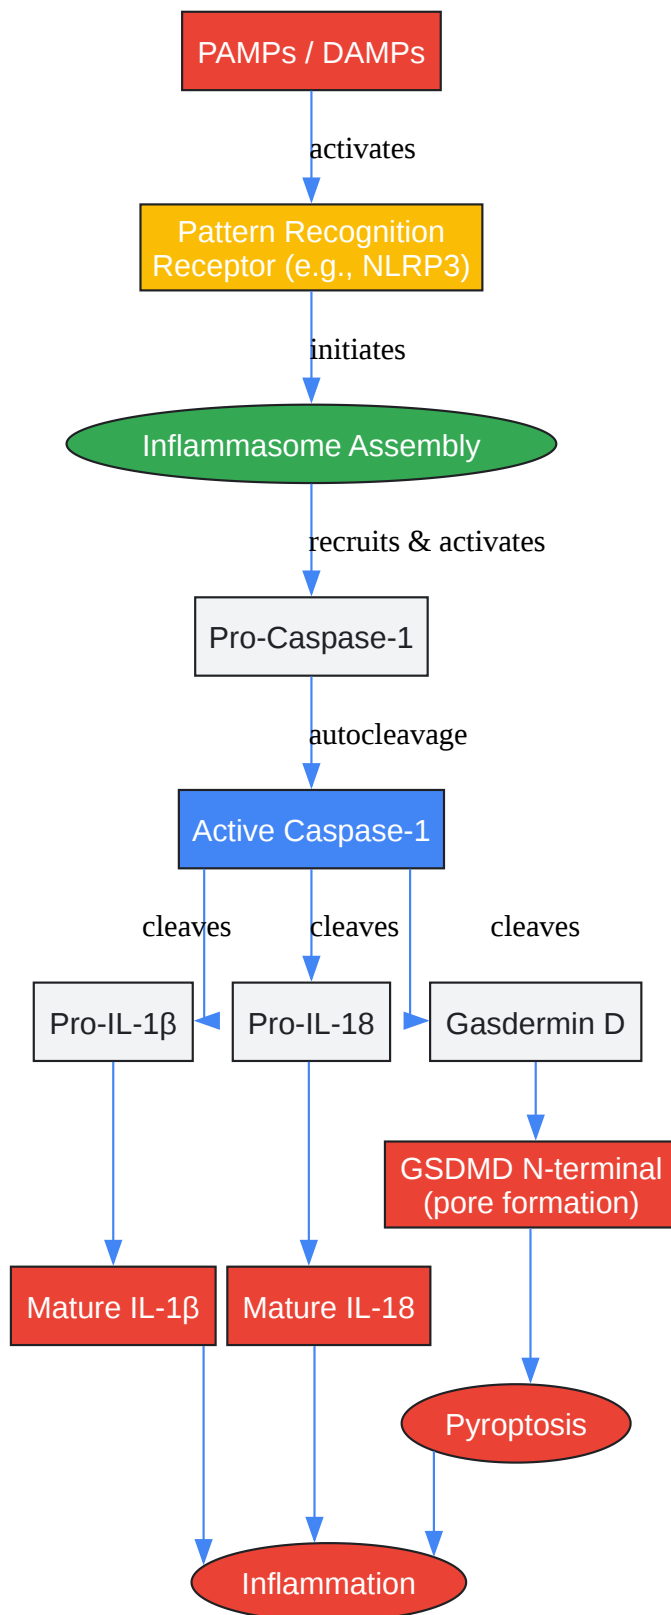 PAMPs / DAMPs
activates
Pattern Recognition
Receptor (e.g., NLRP3)
initiates
Inflammasome Assembly
recruits & activates
Pro-Caspase-1
autocleavage
Active Caspase-1
cleaves
cleaves
cleaves
Pro-IL-1β
Pro-IL-18
Gasdermin D
GSDMD N-terminal
(pore formation)
Mature IL-1β
Mature IL-18
Pyroptosis
Inflammation